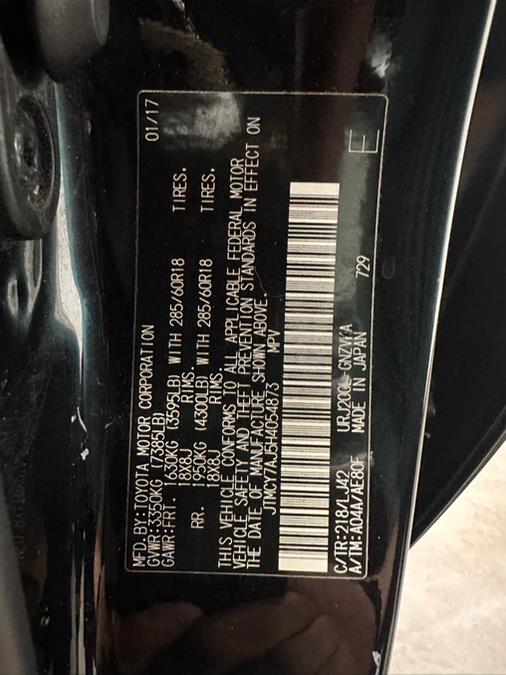 MFD.BY:TOYOTA MOTOR CORPORATION 01/17
GVWR:3350KG (7385LB)
GAWR:FRT. 1630KG (3595LB) WITH 285/60R18 TIRES.
18X8J RIMS.
RR. 1950KG (4300LB) WITH 285/60R18 TIRES.
18X8J RIMS.
THIS VEHICLE CONFORMS TO ALL APPLICABLE FEDERAL MOTOR
VEHICLE SAFETY AND THEFT PREVENTION STANDARDS IN EFFECT ON
THE DATE OF MANUFACTURE SHOWN ABOVE.
JTMCY7AJ5H4054873 MPV
C/TR:218/LJ42 URJ200L-GNZVKA
A/TM:A04A/AE80F MADE IN JAPAN 729 E